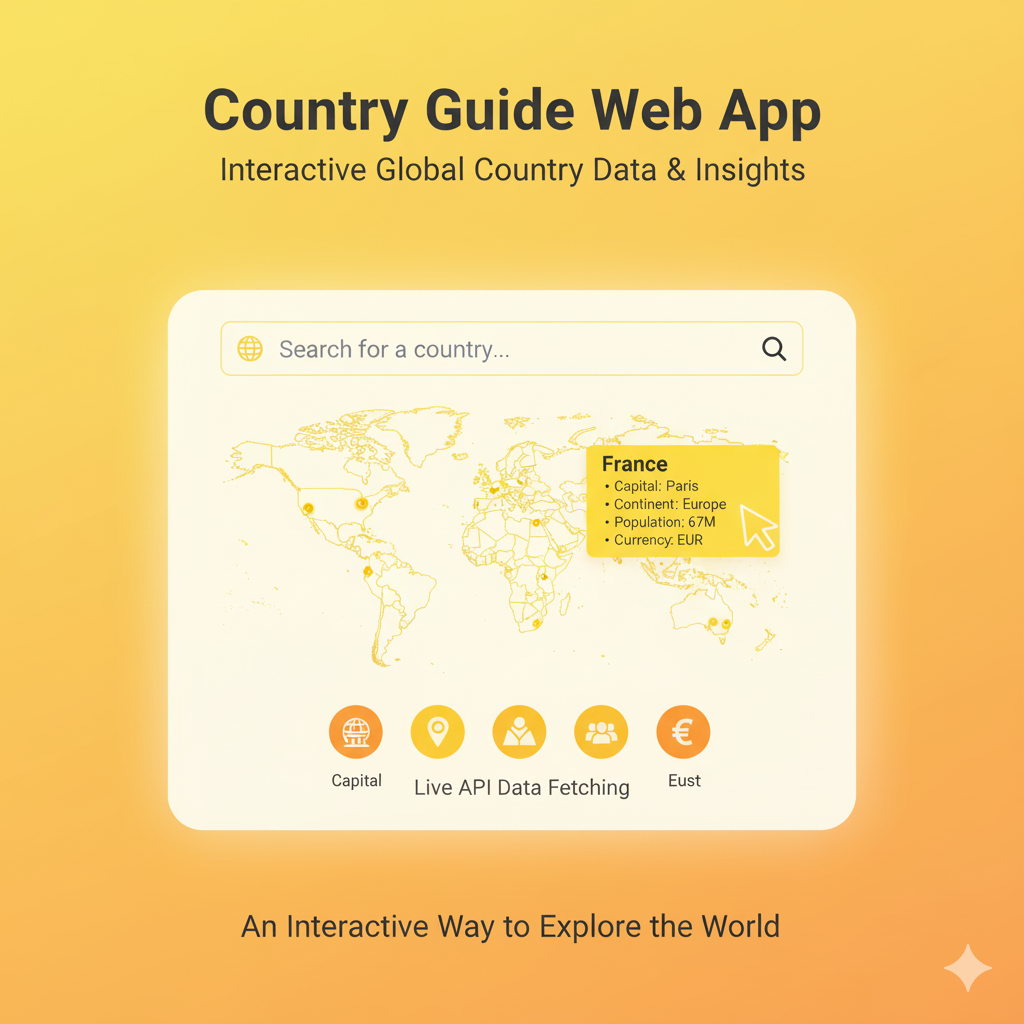 Country Guide Web App
Interactive Global Country Data & Insights
Search for a country...
France
• Capital: Paris
• Continent: Europe
• Population: 67M
• Currency: EUR
Capital
Live API Data Fetching
Eust
An Interactive Way to Explore the World